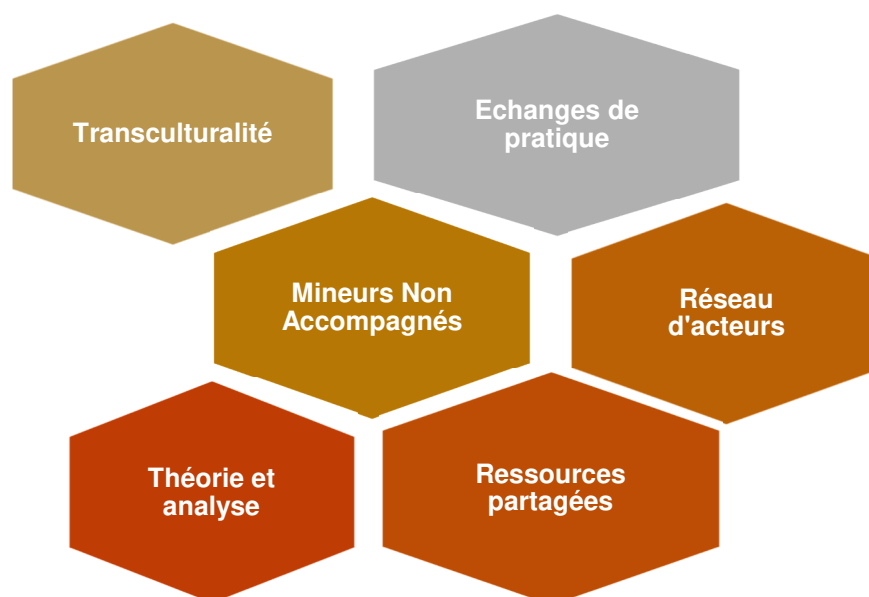 Transculturalité
Echanges de
pratique
Mineurs Non
Accompagnés
Réseau
d'acteurs
Théorie et
analyse
Ressources
partagées